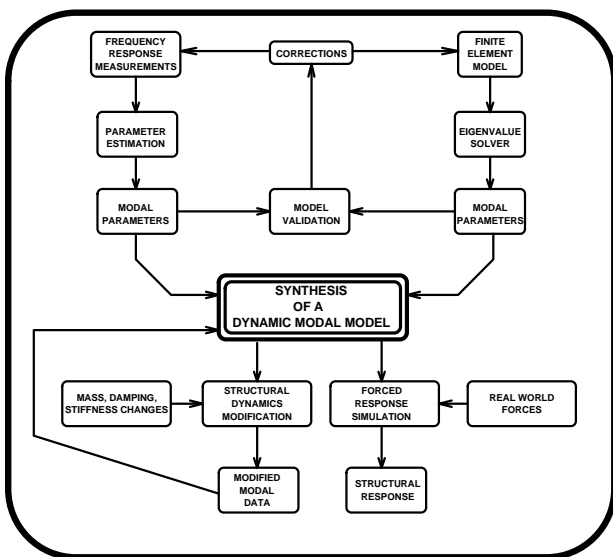 FREQUENCY
RESPONSE
MEASUREMENTS
CORRECTIONS
FINITE
ELEMENT
MODEL
PARAMETER
ESTIMATION
EIGENVALUE
SOLVER
MODAL
PARAMETERS
MODEL
VALIDATION
MODAL
PARAMETERS
SYNTHESIS
OF A
DYNAMIC MODAL MODEL
MASS, DAMPING,
STIFFNESS CHANGES
STRUCTURAL
DYNAMICS
MODIFICATION
FORCED
RESPONSE
SIMULATION
REAL WORLD
FORCES
MODIFIED
MODAL
DATA
STRUCTURAL
RESPONSE